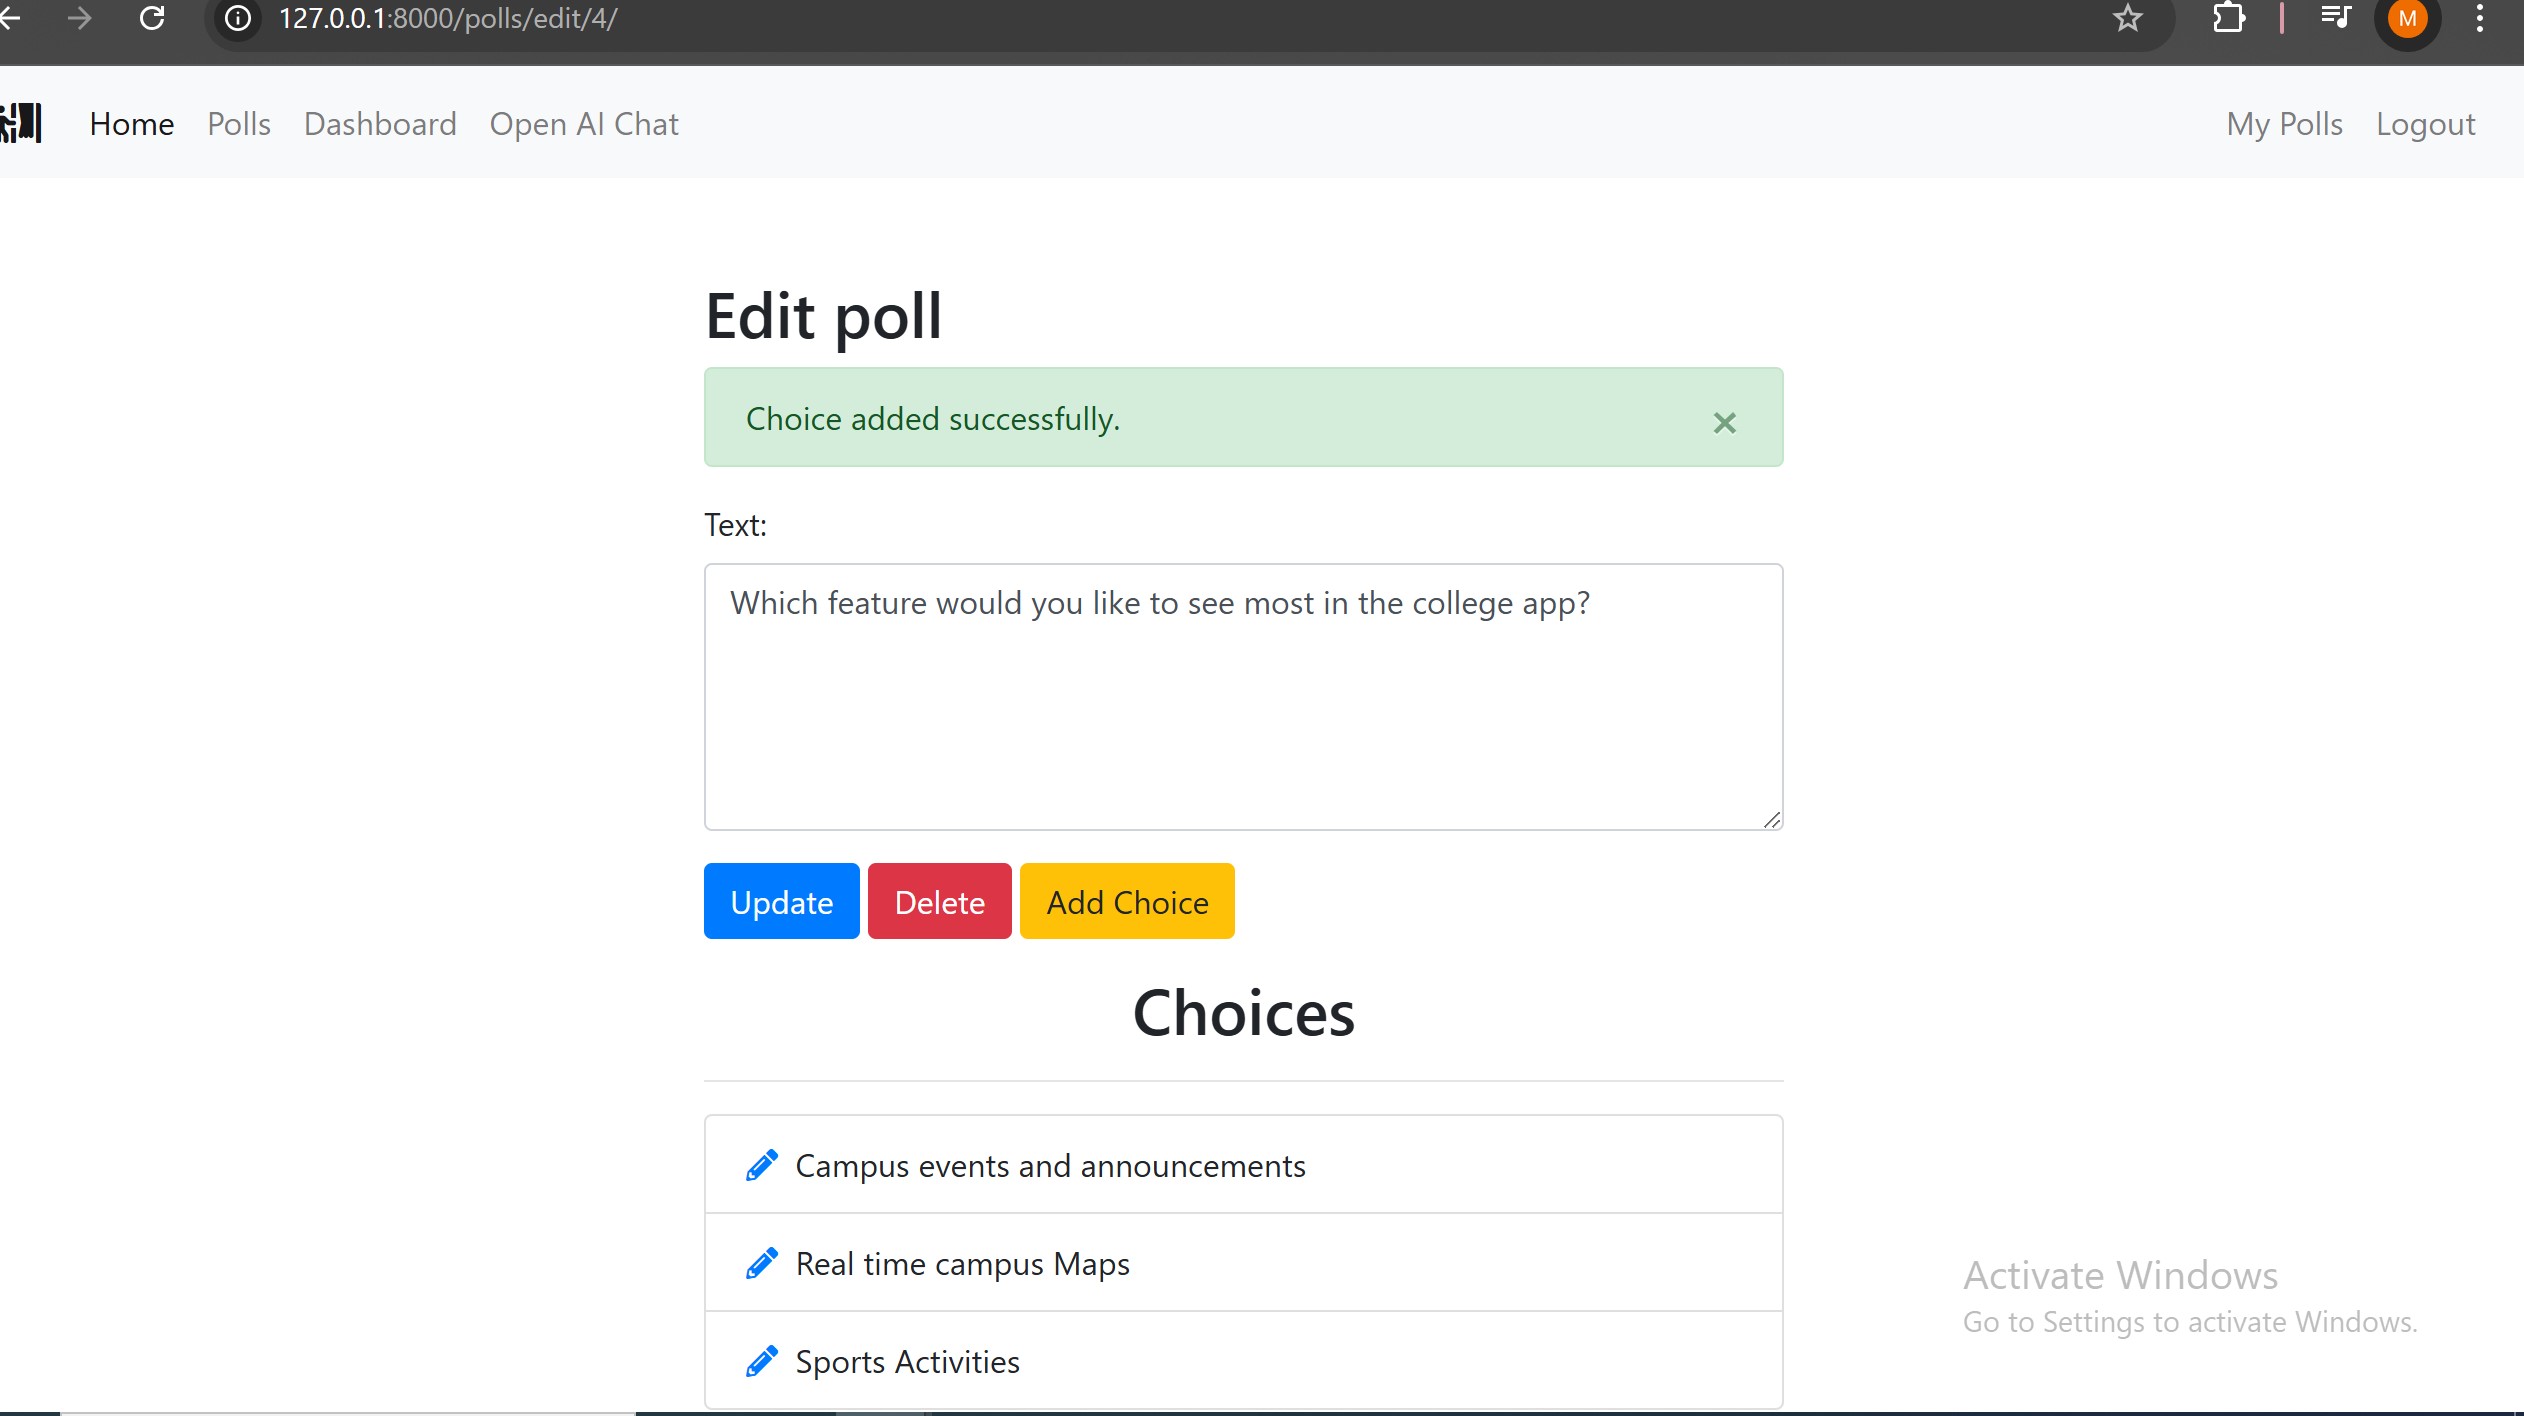 127.0.0.1:8000/polls/edit/4/
M
Home Polls Dashboard Open AI Chat My Polls Logout
Edit poll
Choice added successfully.
Text:
Which feature would you like to see most in the college app?
Update Delete Add Choice
Choices
Campus events and announcements
Real time campus Maps
Sports Activities
Activate Windows
Go to Settings to activate Windows.